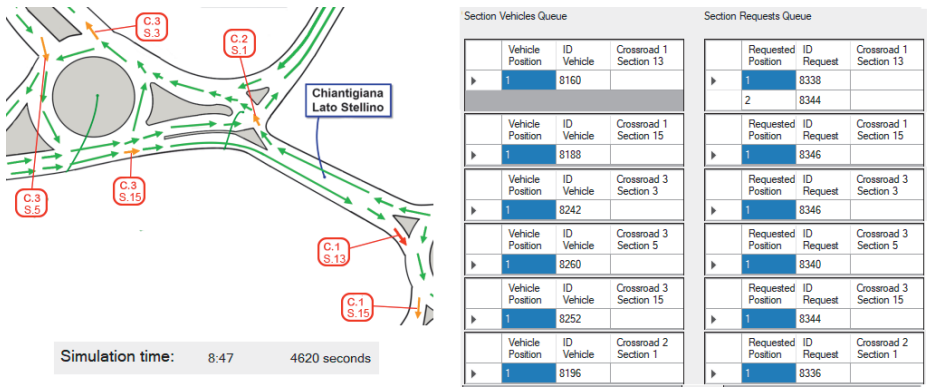 C.3
S.3
C.2
S.1
Chiantigiana
Lato Stellino
C.3
S.5
C.3
S.15
C.1
S.13
C.1
S.15
Simulation time: 8:47 4620 seconds
Section Vehicles Queue
Vehicle Position ID Vehicle Crossroad 1 Section 13
1 8160
Vehicle Position ID Vehicle Crossroad 1 Section 15
1 8188
Vehicle Position ID Vehicle Crossroad 3 Section 3
1 8242
Vehicle Position ID Vehicle Crossroad 3 Section 5
1 8260
Vehicle Position ID Vehicle Crossroad 3 Section 15
1 8252
Vehicle Position ID Vehicle Crossroad 2 Section 1
1 8196
Section Requests Queue
Requested Position ID Request Crossroad 1 Section 13
1 8338
2 8344
Requested Position ID Request Crossroad 1 Section 15
1 8346
Requested Position ID Request Crossroad 3 Section 3
1 8346
Requested Position ID Request Crossroad 3 Section 5
1 8340
Requested Position ID Request Crossroad 3 Section 15
1 8344
Requested Position ID Request Crossroad 2 Section 1
1 8336